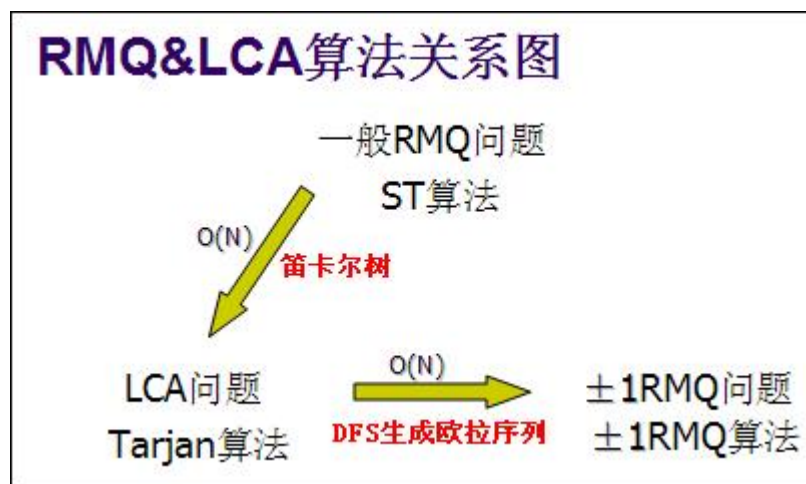 RMQ&LCA算法关系图
一般RMQ问题
ST算法
O(N)
笛卡尔树
LCA问题
Tarjan算法
O(N)
DFS生成欧拉序列
±1RMQ问题
±1RMQ算法